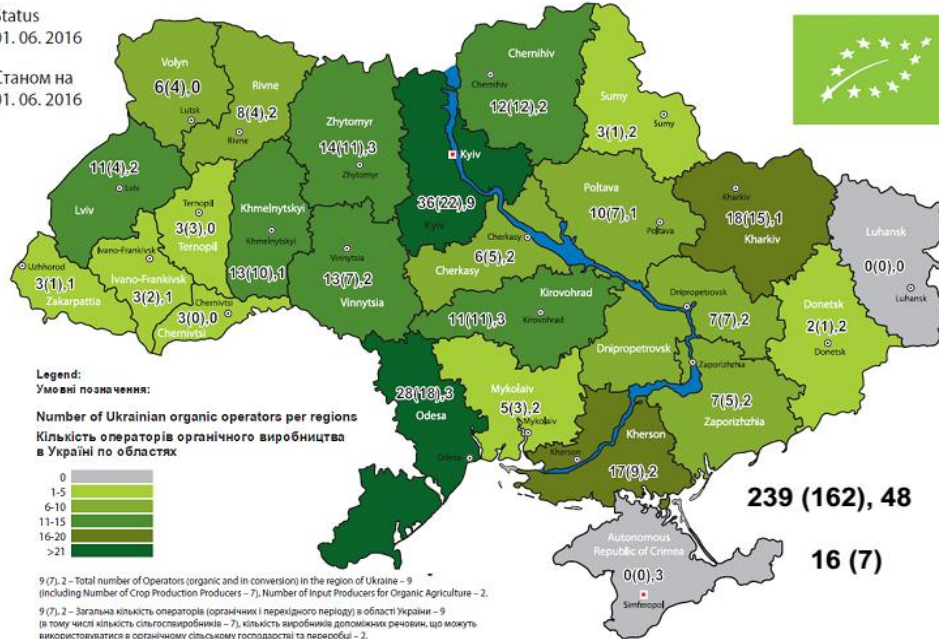 Status
01. 06. 2016
Станом на
01. 06. 2016
Volyn
6(4),0
Lutsk
Rivne
8(4),2
Rivne
Zhytomyr
14(11),3
Zhytomyr
Chernihiv
Chernihiv
12(12),2
Sumy
3(1),2
Sumy
Kyiv
36(22),9
Kyiv
11(4),2
Lviv
Lviv
Ternopil
3(3),0
Ternopil
Khmelnytskyi
Khmelnytskyi
13(10),1
Vinnytsia
13(7),2
Vinnytsia
Cherkasy
6(5),2
Cherkasy
Poltava
10(7),1
Poltava
Kharkiv
18(15),1
Kharkiv
Luhansk
0(0),0
Luhansk
Uzhhorod
3(1),1
Zakarpattia
Ivano-Frankivsk
Ivano-Frankivsk
3(2),1
Chernivtsi
3(0),0
Chernivtsi
Kirovohrad
11(11),3
Kirovohrad
Dnipropetrovsk
7(7),2
Dnipropetrovsk
Donetsk
2(1),2
Donetsk
Zaporizhzhia
7(5),2
Zaporizhzhia
28(18),3
Odesa
Odesa
Mykolaiv
5(3),2
Mykolaiv
Kherson
Kherson
17(9),2
Autonomous
Republic of Crimea
0(0),3
Simferopol
239 (162), 48
16 (7)
Legend:
Умовні позначення:
Number of Ukrainian organic operators per regions
Кількість операторів органічного виробництва
в Україні по областях
0
1-5
6-10
11-15
16-20
>21
9 (7), 2 – Total number of Operators (organic and in conversion) in the region of Ukraine – 9
(including Number of Crop Production Producers – 7), Number of Input Producers for Organic Agriculture – 2.
9 (7), 2 – Загальна кількість операторів (органічних і перехідного періоду) в області України – 9
(в тому числі кількість сільгоспвиробників – 7), кількість виробників допоміжних речовин, що можуть
використовуватися в органічному сільському господарстві та переробці – 2.